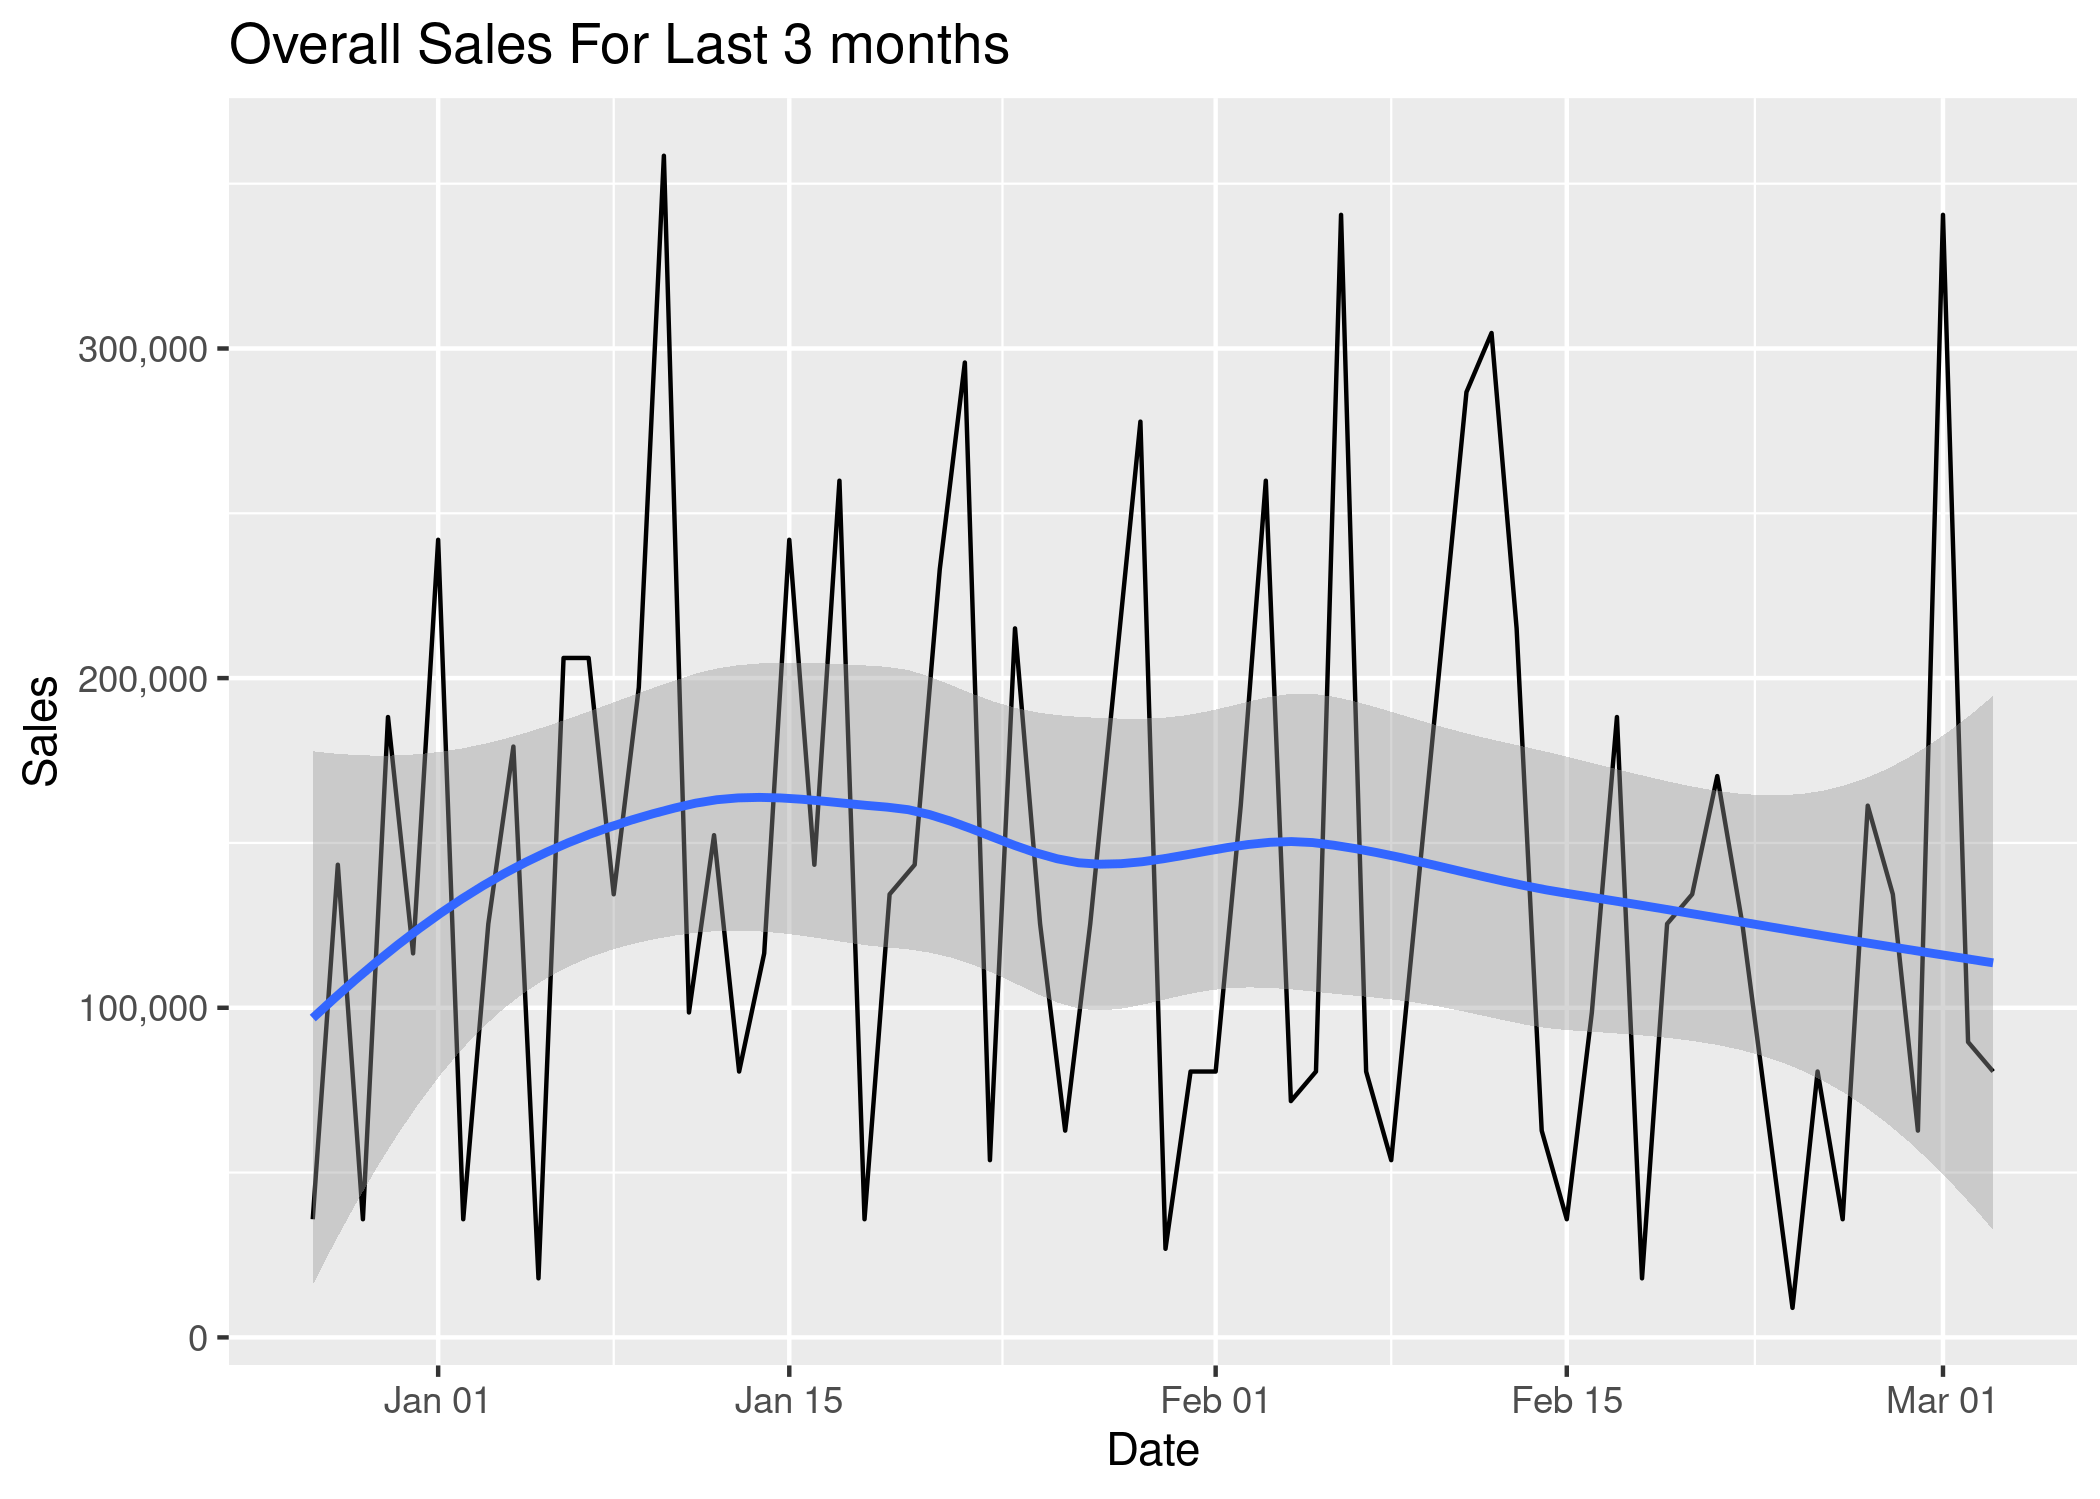 Overall Sales For Last 3 months
Sales
300,000
200,000
100,000
0
Jan 01
Jan 15
Feb 01
Feb 15
Mar 01
Date